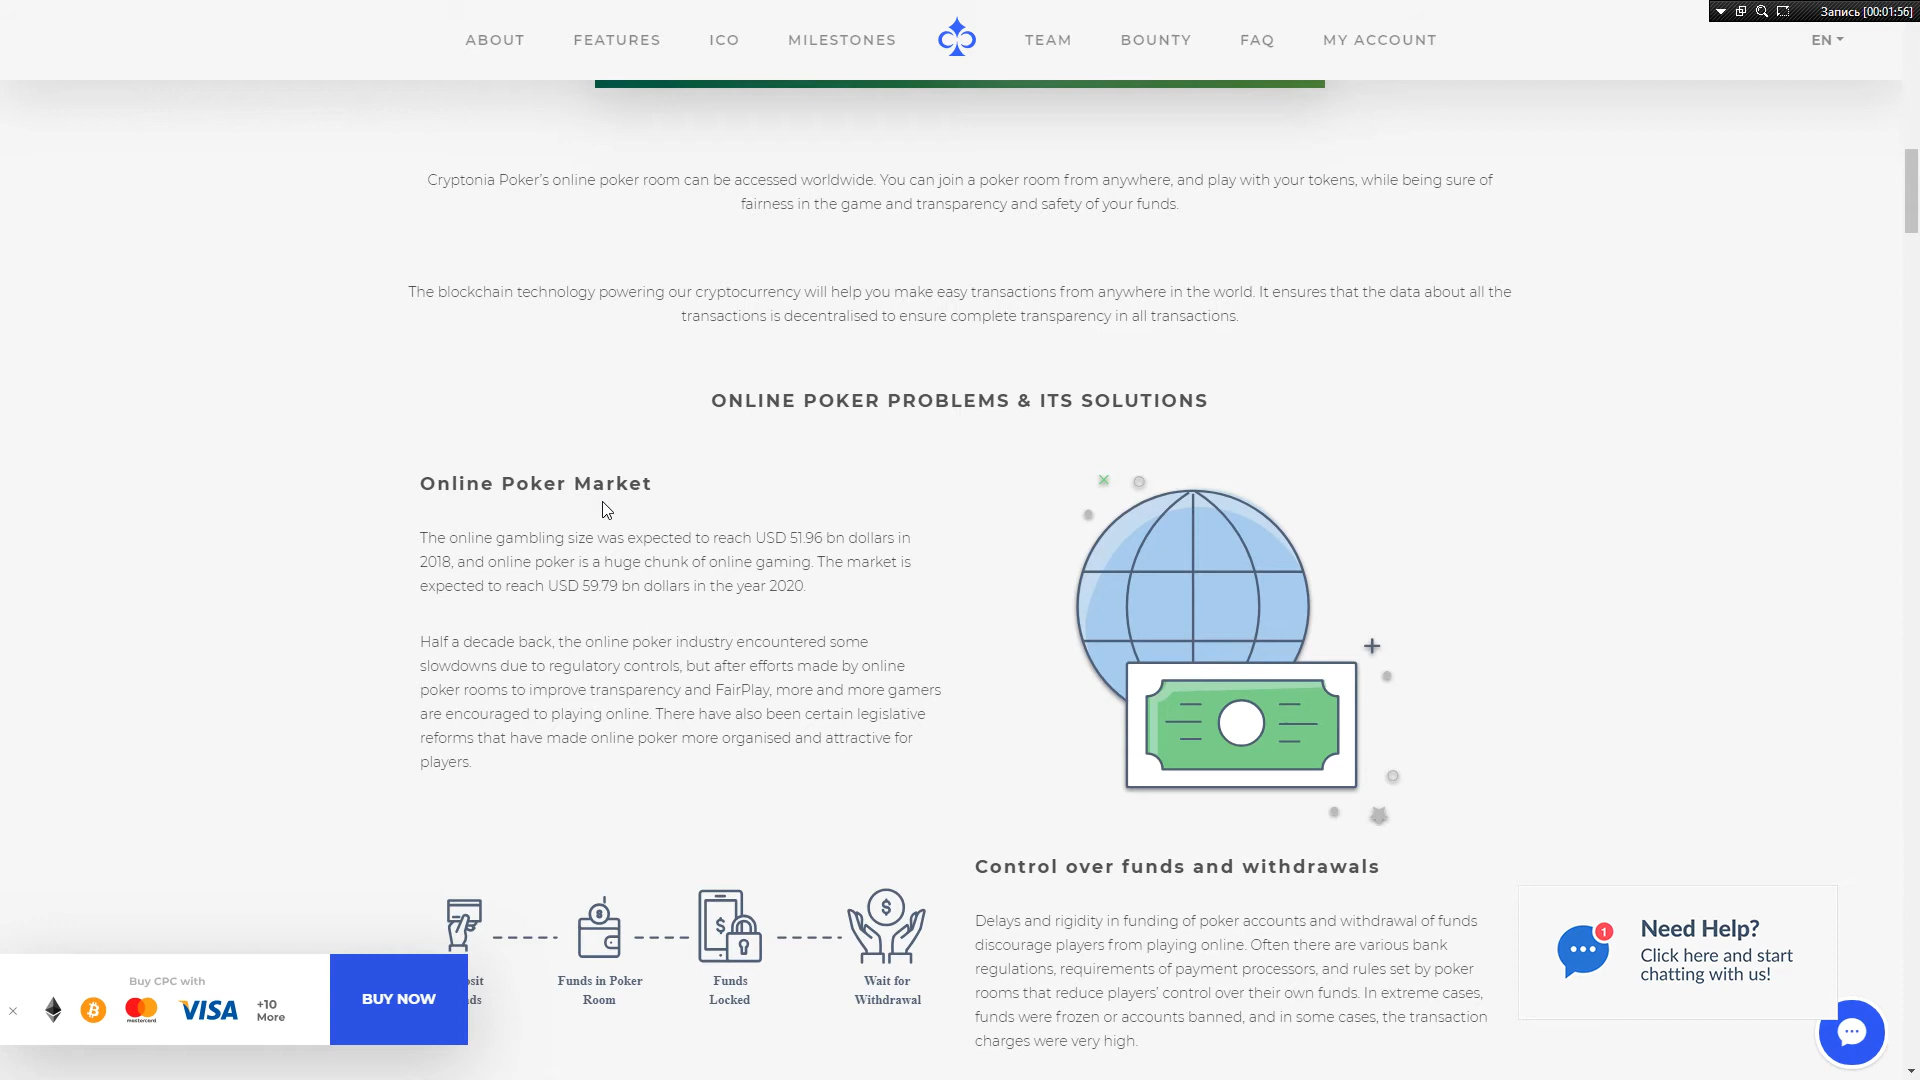 Запись [00:01:56]
ABOUT FEATURES ICO MILESTONES TEAM BOUNTY FAQ MY ACCOUNT EN
Cryptonia Poker's online poker room can be accessed worldwide. You can join a poker room from anywhere, and play with your tokens, while being sure of
fairness in the game and transparency and safety of your funds.
The blockchain technology powering our cryptocurrency will help you make easy transactions from anywhere in the world. It ensures that the data about all the
transactions is decentralised to ensure complete transparency in all transactions.
ONLINE POKER PROBLEMS & ITS SOLUTIONS
Online Poker Market
The online gambling size was expected to reach USD 51.96 bn dollars in
2018, and online poker is a huge chunk of online gaming. The market is
expected to reach USD 59.79 bn dollars in the year 2020.
Half a decade back, the online poker industry encountered some
slowdowns due to regulatory controls, but after efforts made by online
poker rooms to improve transparency and FairPlay, more and more gamers
are encouraged to playing online. There have also been certain legislative
reforms that have made online poker more organised and attractive for
players.
Funds in Poker
Room
Funds
Locked
Wait for
Withdrawal
Control over funds and withdrawals
Delays and rigidity in funding of poker accounts and withdrawal of funds
discourage players from playing online. Often there are various bank
regulations, requirements of payment processors, and rules set by poker
rooms that reduce players' control over their own funds. In extreme cases,
funds were frozen or accounts banned, and in some cases, the transaction
charges were very high.
Buy CPC with
mastercard
VISA
+10
More
BUY NOW
1
Need Help?
Click here and start
chatting with us!